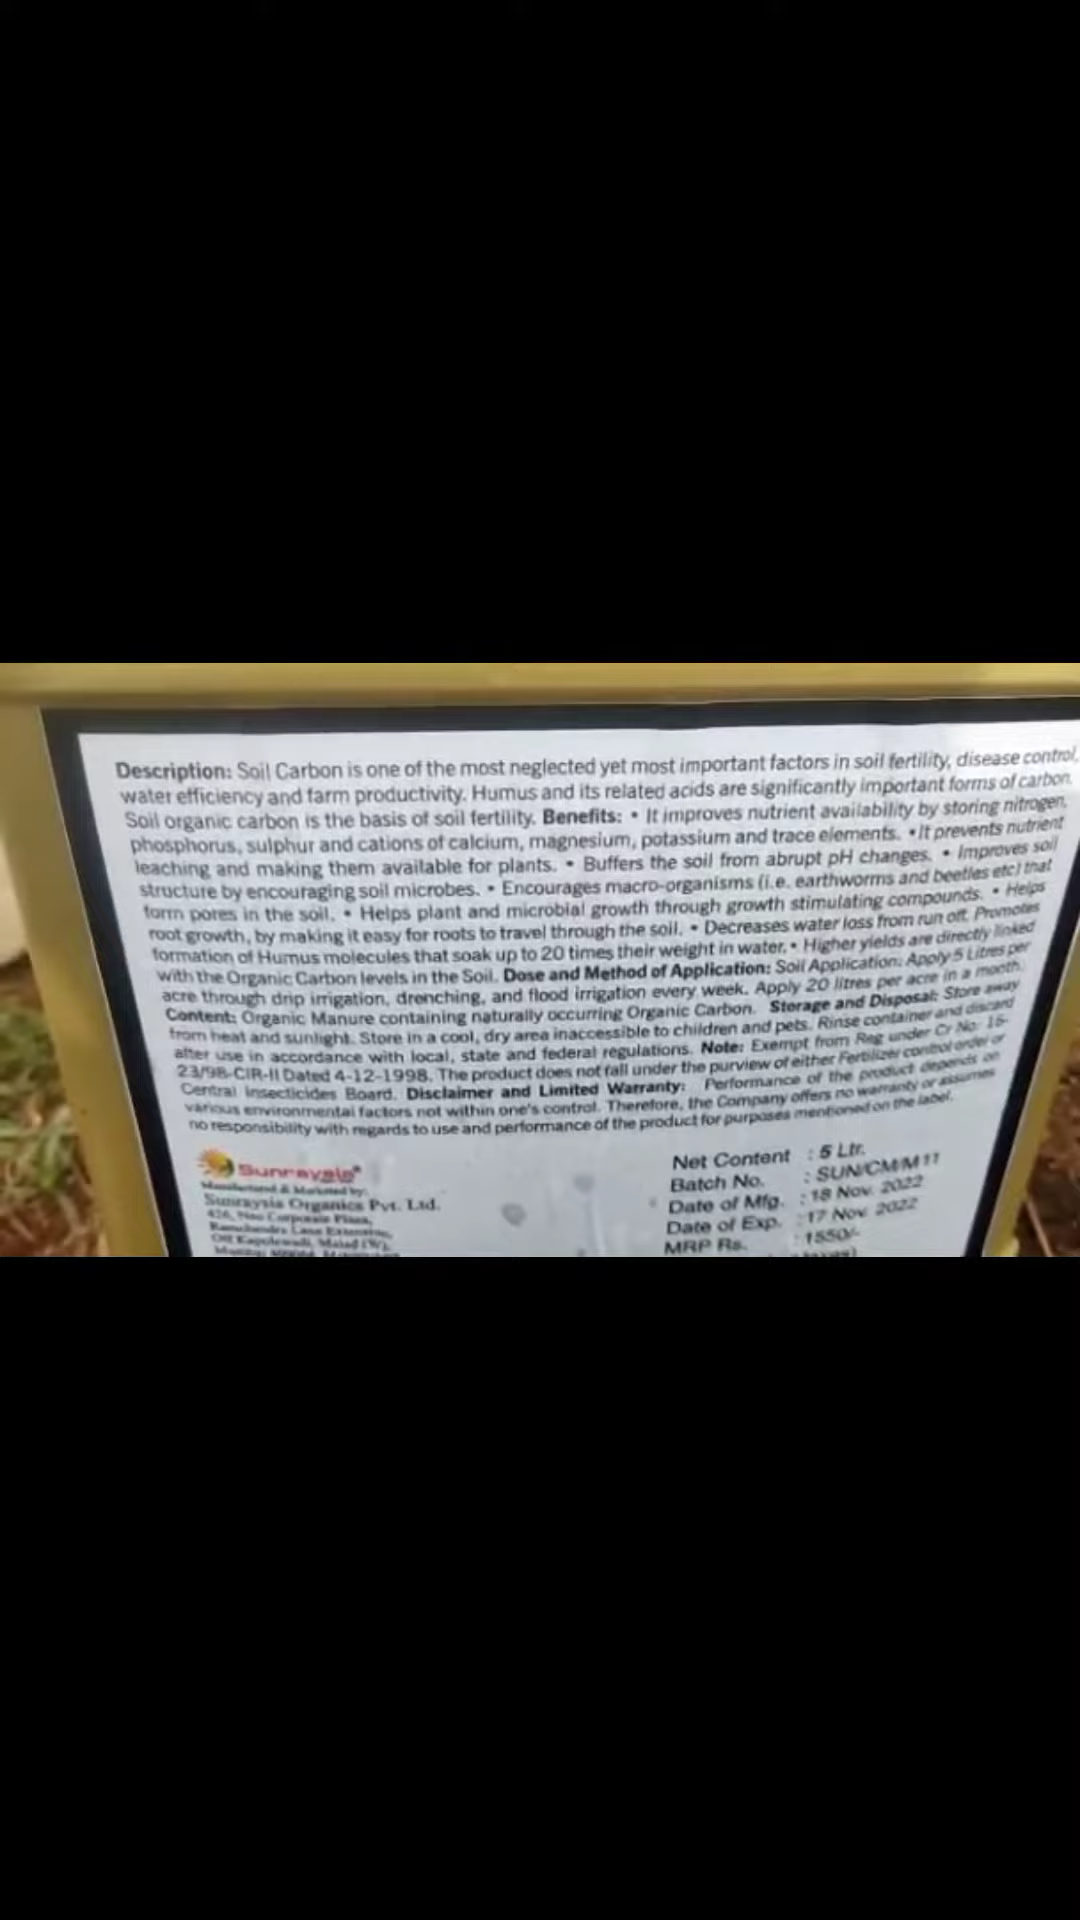 Description: Soil Carbon is one of the most neglected yet most important factors in soil fertility, disease control,
water efficiency and farm productivity. Humus and its related acids are significantly important forms of carbon.
Soil organic carbon is the basis of soil fertility. Benefits: • It improves nutrient availability by storing nitrogen,
phosphorus, sulphur and cations of calcium, magnesium, potassium and trace elements. • It prevents nutrient
leaching and making them available for plants. • Buffers the soil from abrupt pH changes. • Improves soil
structure by encouraging soil microbes. • Encourages macro-organisms (i.e. earthworms and beetles etc) that
form pores in the soil. • Helps plant and microbial growth through growth stimulating compounds. • Helps
root growth, by making it easy for roots to travel through the soil. • Decreases water loss from run off. Promotes
formation of Humus molecules that soak up to 20 times their weight in water. • Higher yields are directly linked
with the Organic Carbon levels in the Soil. Dose and Method of Application: Soil Application: Apply 5 Litres per
acre through drip irrigation, drenching, and flood irrigation every week. Apply 20 litres per acre in a month.
Content: Organic Manure containing naturally occurring Organic Carbon. Storage and Disposal: Store away
from heat and sunlight. Store in a cool, dry area inaccessible to children and pets. Rinse container and discard
after use in accordance with local, state and federal regulations. Note: Exempt from Reg under Cr No: 16-
23/98-CIR-II Dated 4-12-1998. The product does not fall under the purview of either Fertilizer control order or
Central Insecticides Board. Disclaimer and Limited Warranty: Performance of the product depends on
various environmental factors not within one's control. Therefore, the Company offers no warranty or assumes
no responsibility with regards to use and performance of the product for purposes mentioned on the label.
Sunraysia®
Manufactured & Marketed by:
Sunraysia Organics Pvt. Ltd.
426, Neo Corporate Plaza,
Ramchandra Lane Extension,
Off Kapolewadi, Malad (W),
Net Content : 5 Ltr.
Batch No. : SUN/CM/M11
Date of Mfg. : 18 Nov. 2022
Date of Exp. : 17 Nov. 2022
MRP Rs. : 1550/-